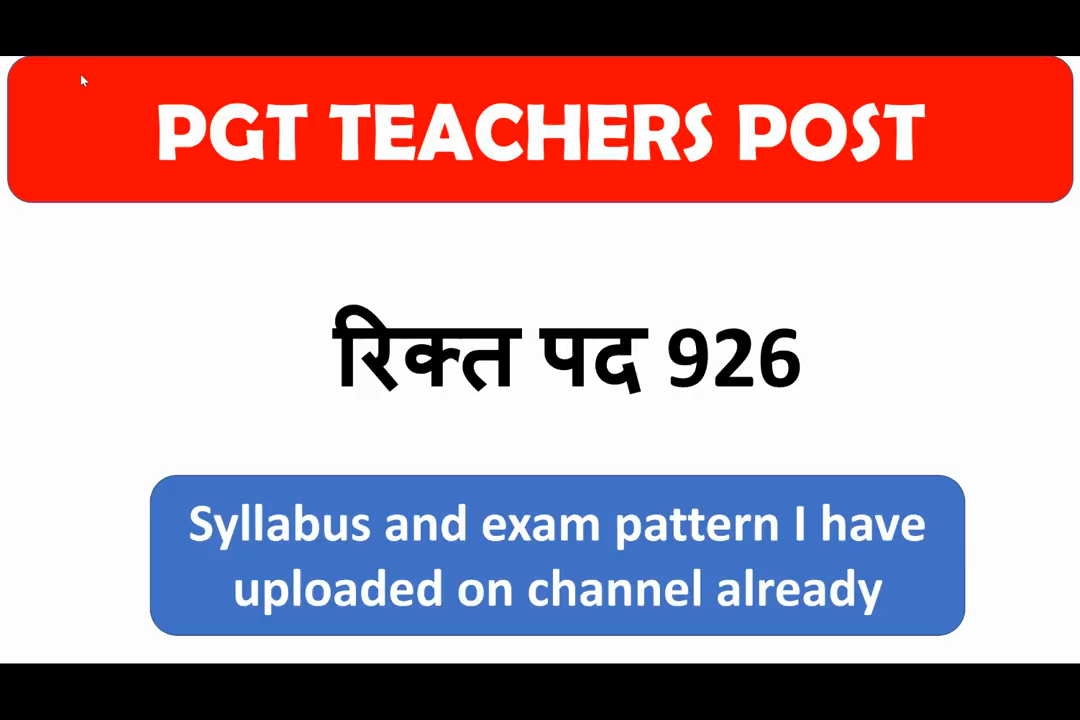 PGT TEACHERS POST
रिक्त पद 926
Syllabus and exam pattern I have
uploaded on channel already